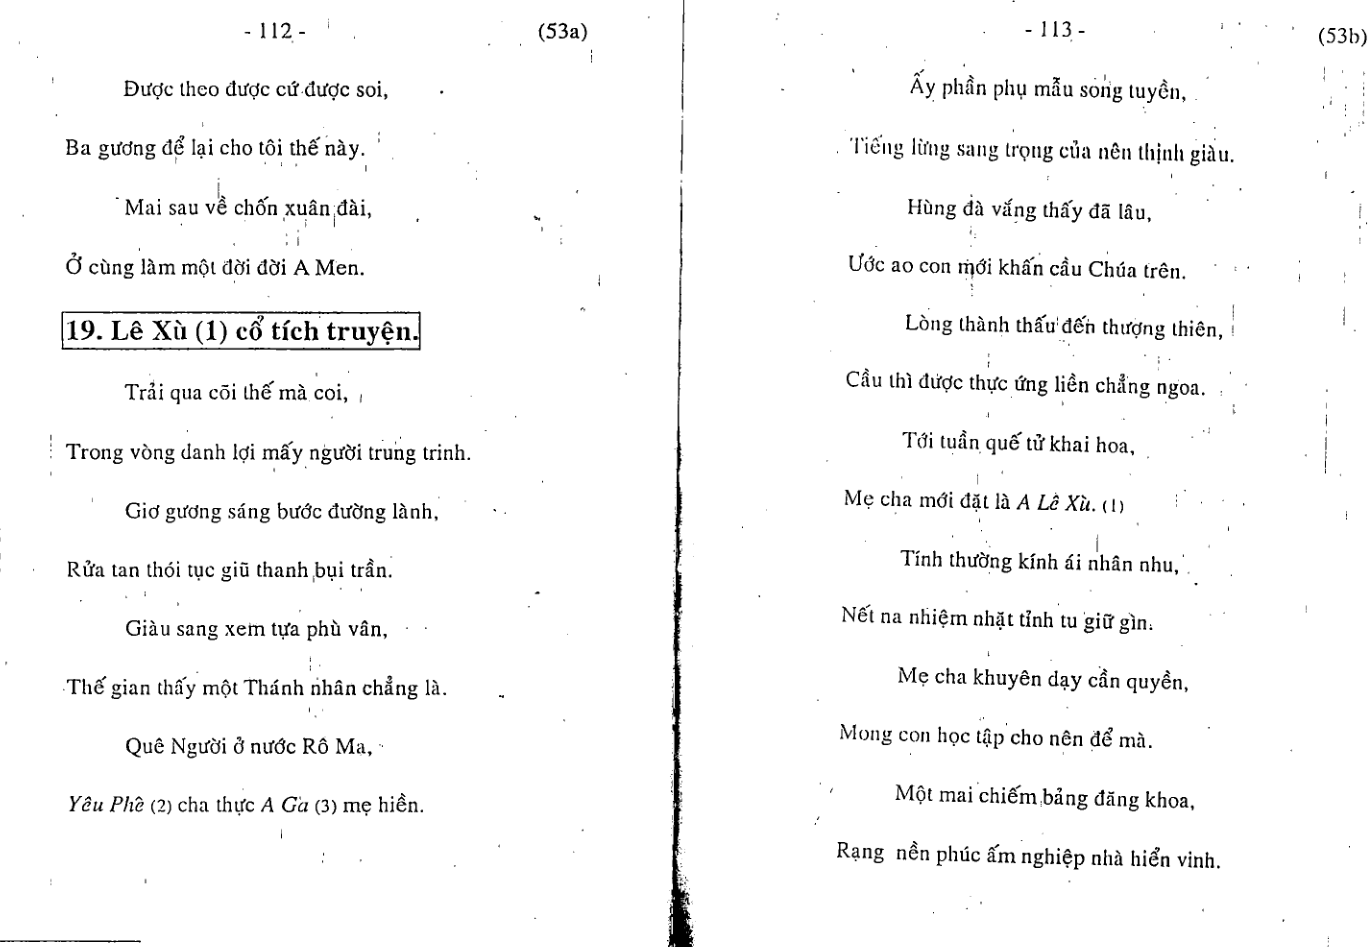 - 112 -
(53a)
Được theo được cứ được soi,
Ba gương để lại cho tôi thế này.
Mai sau về chốn xuân đài,
Ở cùng làm một đời đời A Men.
19. Lê Xù (1) cổ tích truyện.
Trải qua cõi thế mà coi,
Trong vòng danh lợi mấy người trung trinh.
Giơ gương sáng bước đường lành,
Rửa tan thói tục giũ thanh bụi trần.
Giàu sang xem tựa phù vân,
Thế gian thấy một Thánh nhân chẳng là.
Quê Người ở nước Rô Ma,
Yêu Phê (2) cha thực A Ga (3) mẹ hiền.
- 113 -
(53b)
Ấy phần phụ mẫu song tuyền,
Tiếng lừng sang trọng của nên thịnh giàu.
Hùng đà vắng thấy đã lâu,
Ước ao con mới khấn cầu Chúa trên.
Lòng thành thấu đến thượng thiên,
Cầu thì được thực ứng liền chẳng ngoa.
Tới tuần quế tử khai hoa,
Mẹ cha mới đặt là A Lê Xù. (1)
Tính thường kính ái nhân nhu,
Nết na nhiệm nhặt tỉnh tu giữ gìn.
Mẹ cha khuyên dạy cần quyền,
Mong con học tập cho nên để mà.
Một mai chiếm bảng đăng khoa,
Rạng nền phúc ấm nghiệp nhà hiển vinh.